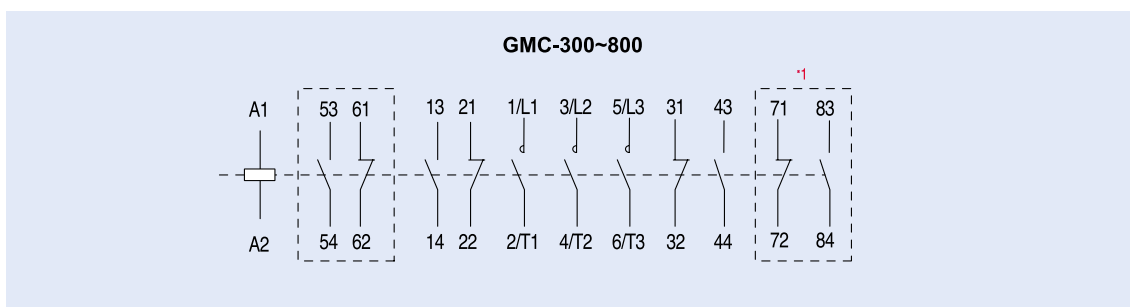 GMC-300~800
*1
A1 53 61 13 21 1/L1 3/L2 5/L3 31 43 71 83
A2 54 62 14 22 2/T1 4/T2 6/T3 32 44 72 84